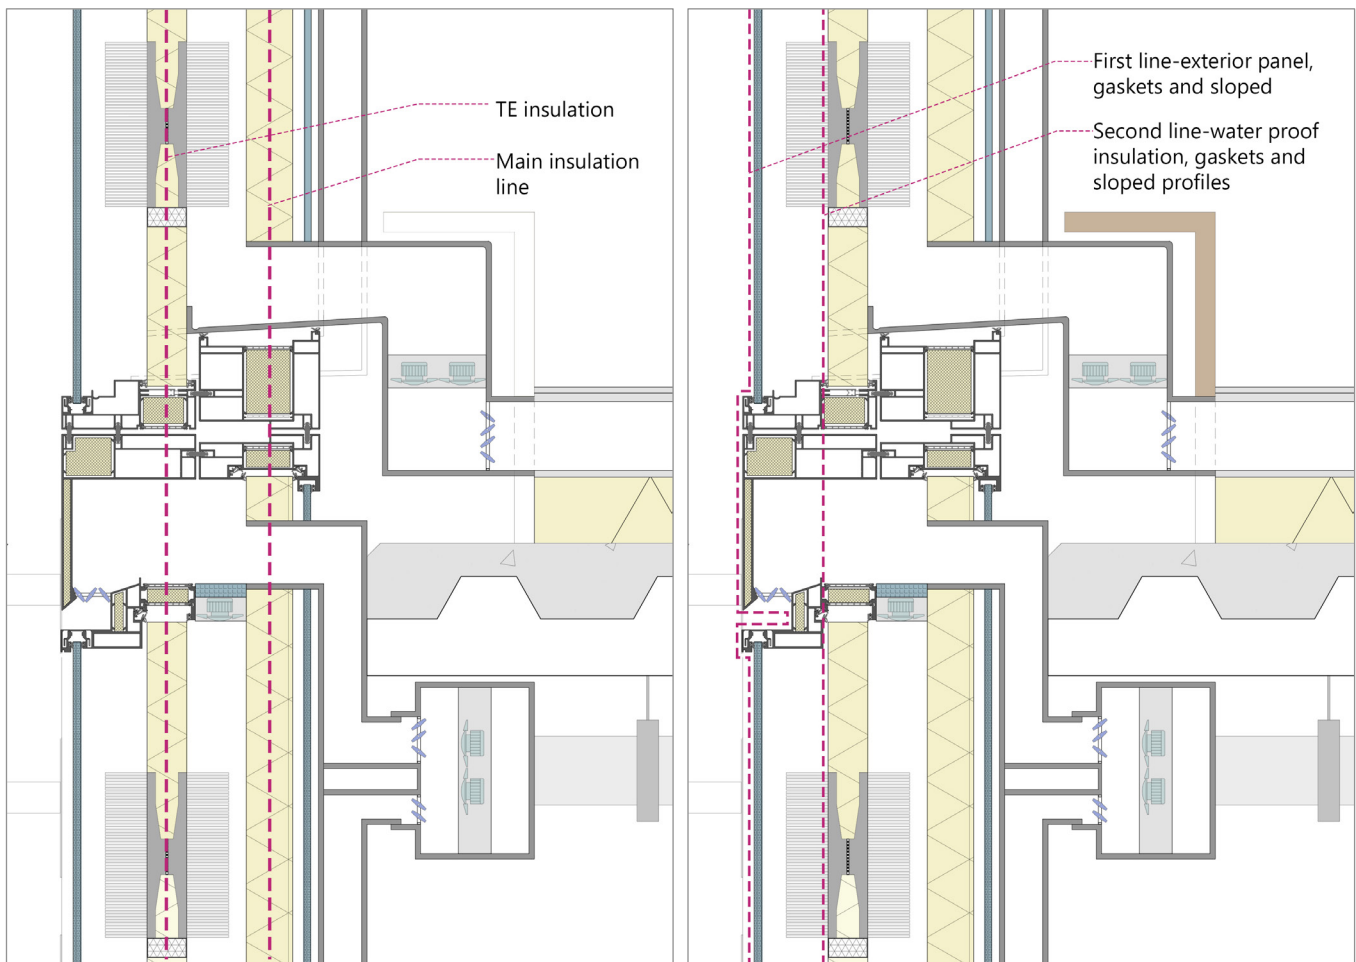 TE insulation
Main insulation
line
First line-exterior panel,
gaskets and sloped
Second line-water proof
insulation, gaskets and
sloped profiles